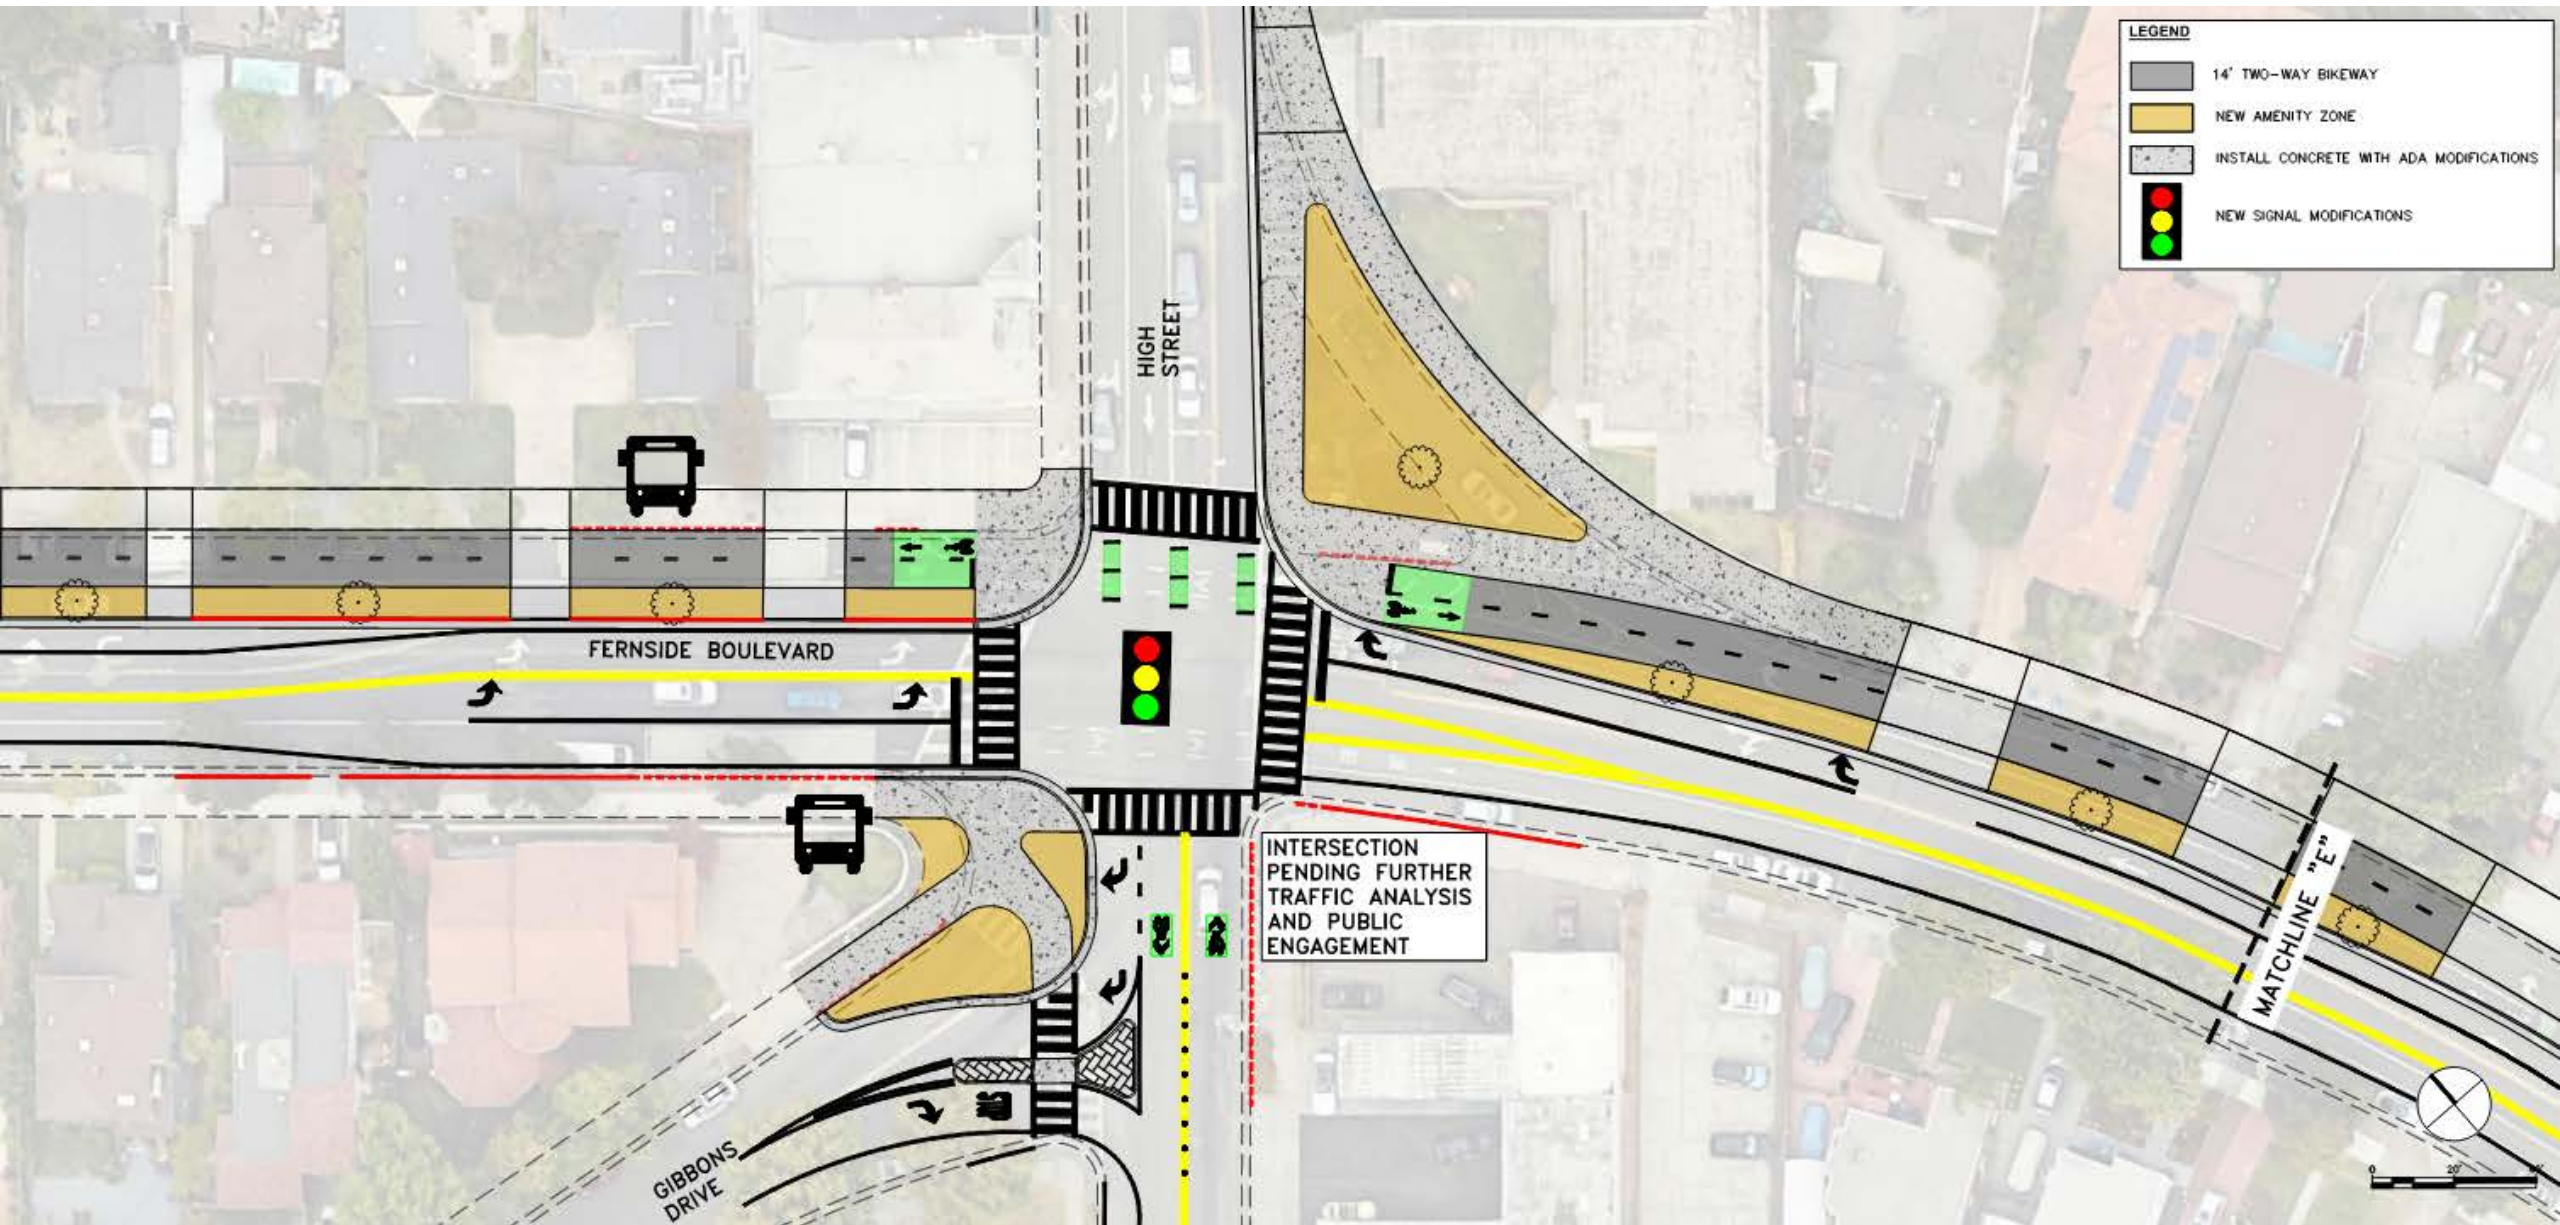 LEGEND
14' TWO-WAY BIKEWAY
NEW AMENITY ZONE
INSTALL CONCRETE WITH ADA MODIFICATIONS
NEW SIGNAL MODIFICATIONS
HIGH
STREET
FERNSIDE BOULEVARD
INTERSECTION
PENDING FURTHER
TRAFFIC ANALYSIS
AND PUBLIC
ENGAGEMENT
MATCHLINE "E"
GIBBONS
DRIVE
0 20'